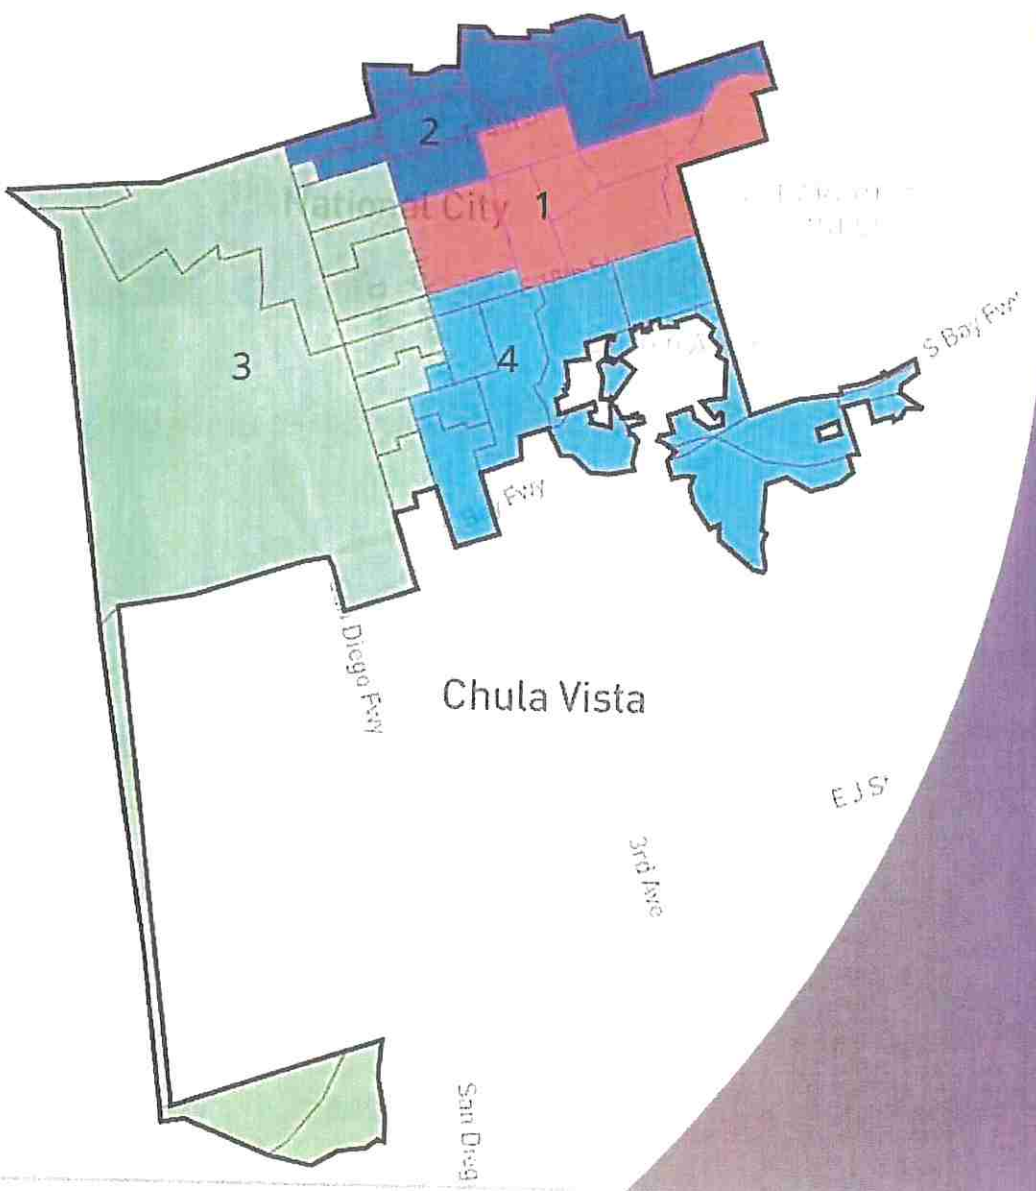 2
National City
1
3
4
S Bay Fwy
Fwy
Diego Fwy
Chula Vista
E J St
3rd Ave
San Dieg